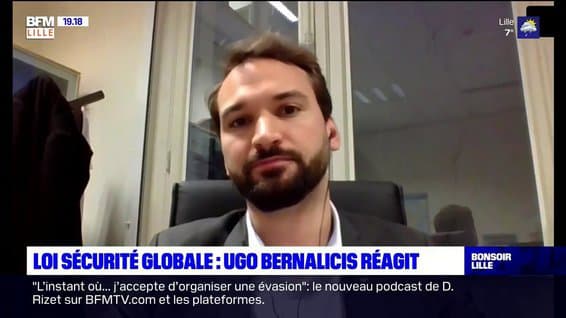 BFM
LILLE
19.18
Lille
7°
LOI SÉCURITÉ GLOBALE : UGO BERNALICIS RÉAGIT
BONSOIR
LILLE
"L'instant où... j'accepte d'organiser une évasion": le nouveau podcast de D.
Rizet sur BFMTV.com et les plateformes.